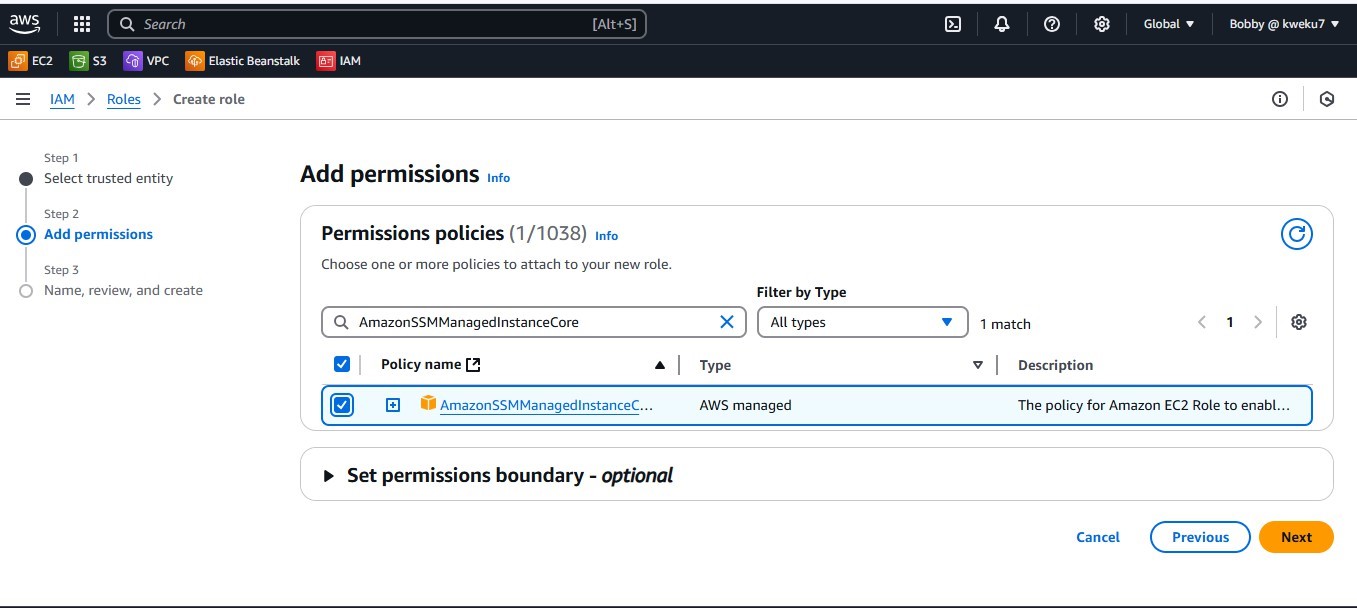 aws
Search [Alt+S] Global Bobby @ kweku7
EC2 S3 VPC Elastic Beanstalk IAM
IAM Roles Create role
Step 1
Select trusted entity
Step 2
Add permissions
Step 3
Name, review, and create
Add permissions Info
Permissions policies (1/1038) Info
Choose one or more policies to attach to your new role.
Filter by Type
AmazonSSMManagedInstanceCore All types 1 match 1
Policy name Type Description
AmazonSSMManagedInstanceC... AWS managed The policy for Amazon EC2 Role to enabl...
Set permissions boundary - optional
Cancel Previous Next